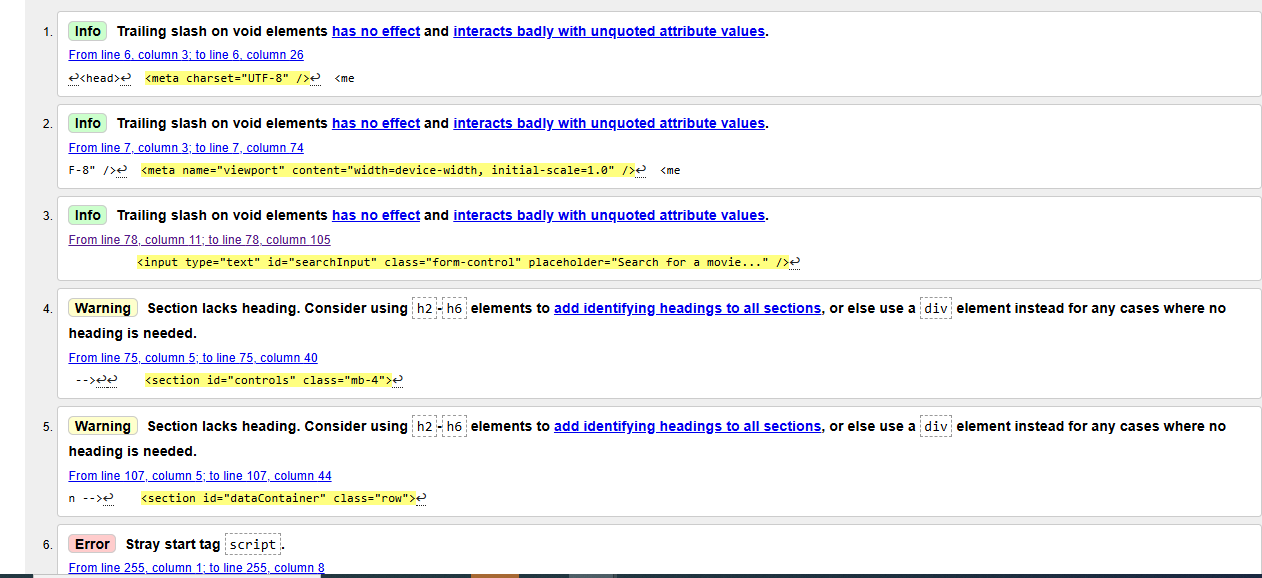 1. Info Trailing slash on void elements has no effect and interacts badly with unquoted attribute values.
From line 6, column 3; to line 6, column 26
↩<head>↩  <meta charset="UTF-8" />↩  <me
2. Info Trailing slash on void elements has no effect and interacts badly with unquoted attribute values.
From line 7, column 3; to line 7, column 74
F-8" />↩  <meta name="viewport" content="width=device-width, initial-scale=1.0" />↩  <me
3. Info Trailing slash on void elements has no effect and interacts badly with unquoted attribute values.
From line 78, column 11; to line 78, column 105
<input type="text" id="searchInput" class="form-control" placeholder="Search for a movie..." />↩
4. Warning Section lacks heading. Consider using h2-h6 elements to add identifying headings to all sections, or else use a div element instead for any cases where no
heading is needed.
From line 75, column 5; to line 75, column 40
-->↩↩    <section id="controls" class="mb-4">↩
5. Warning Section lacks heading. Consider using h2-h6 elements to add identifying headings to all sections, or else use a div element instead for any cases where no
heading is needed.
From line 107, column 5; to line 107, column 44
n -->↩    <section id="dataContainer" class="row">↩
6. Error Stray start tag script.
From line 255, column 1; to line 255, column 8